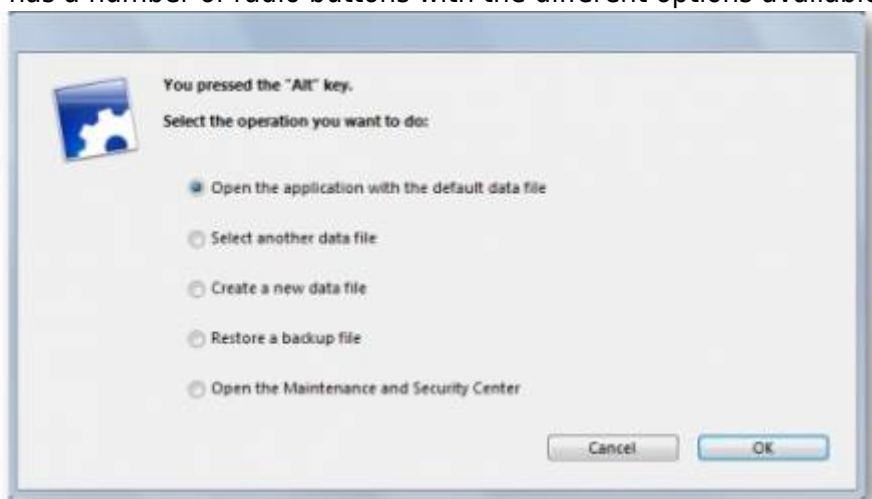 has a number of radio buttons with the different options available
You pressed the "Alt" key.
Select the operation you want to do:
Open the application with the default data file
Select another data file
Create a new data file
Restore a backup file
Open the Maintenance and Security Center
Cancel OK